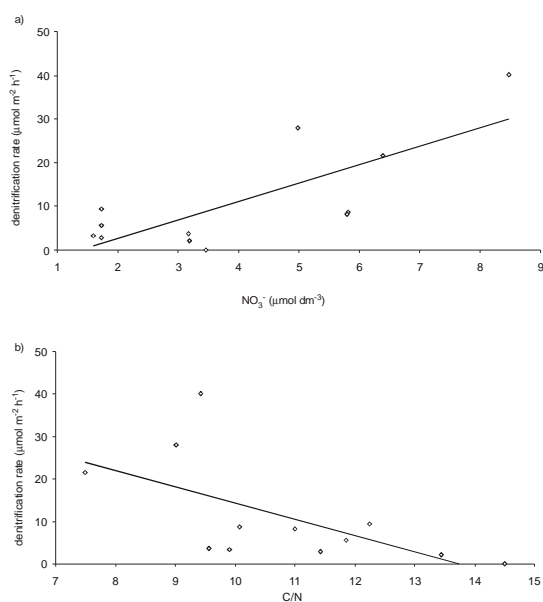 a)
50
40
30
20
10
0
denitrification rate (μmol m⁻² h⁻¹)
1 2 3 4 5 6 7 8 9
NO₃⁻ (μmol dm⁻³)
b)
50
40
30
20
10
0
denitrification rate (μmol m⁻² h⁻¹)
7 8 9 10 11 12 13 14 15
C/N